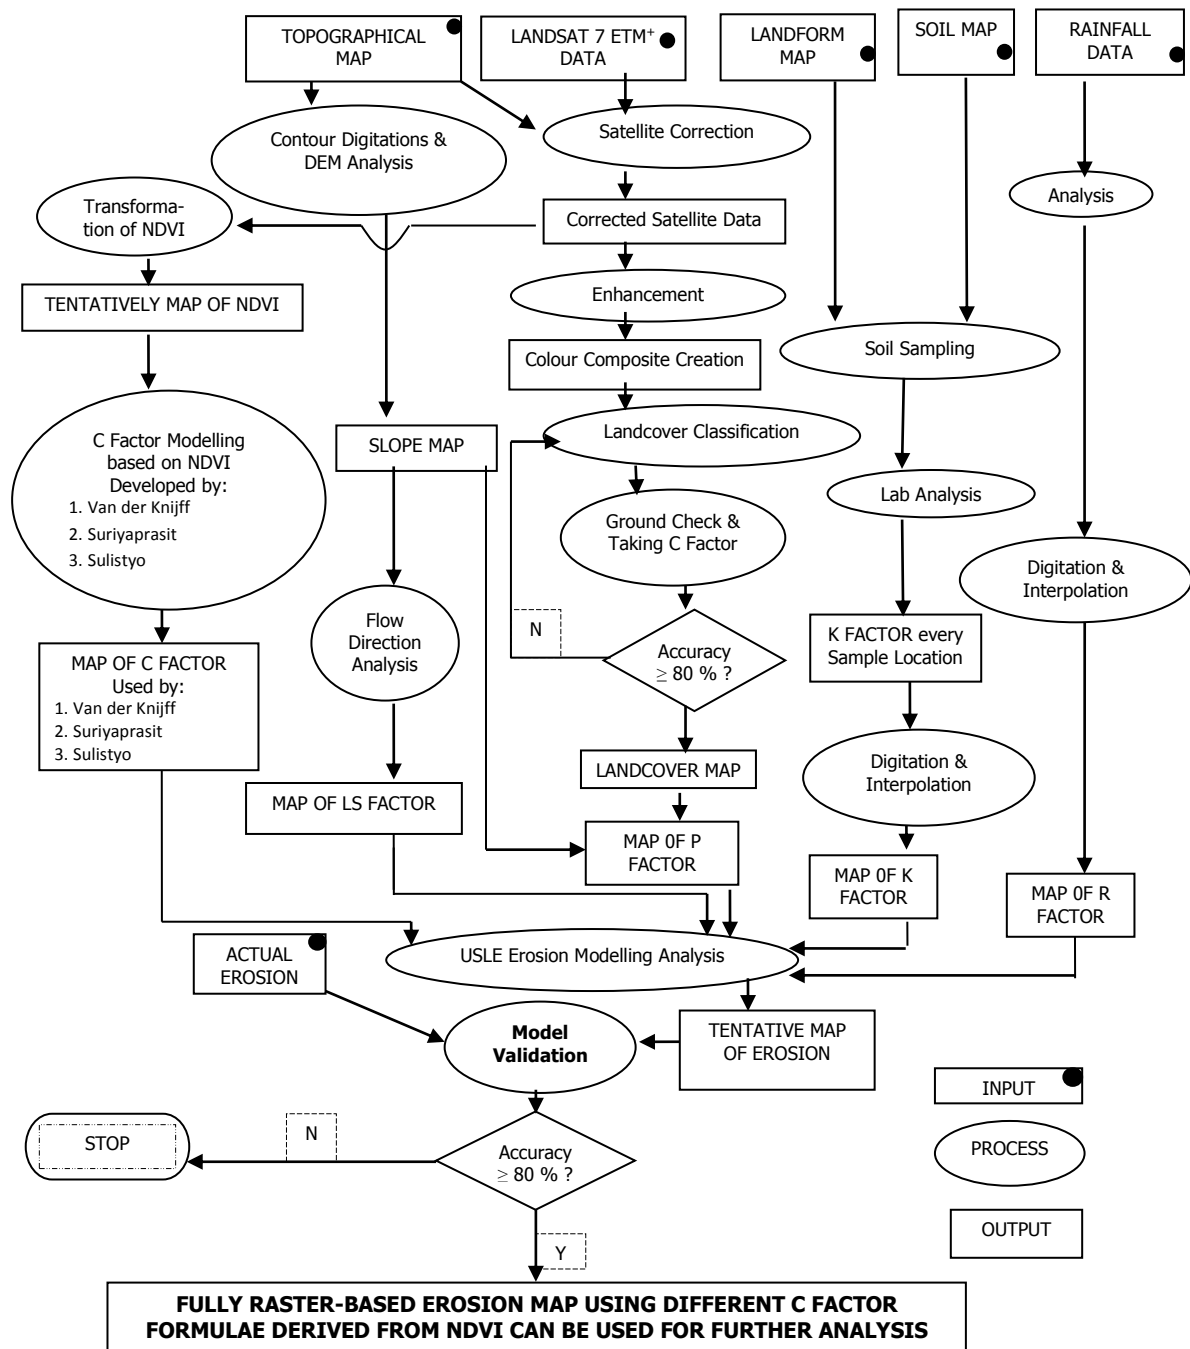 TOPOGRAPHICAL
MAP
LANDSAT 7 ETM+
DATA
LANDFORM
MAP
SOIL MAP
RAINFALL
DATA
Contour Digitations &
DEM Analysis
Satellite Correction
Analysis
Transforma-
tion of NDVI
Corrected Satellite Data
TENTATIVELY MAP OF NDVI
Enhancement
Colour Composite Creation
Soil Sampling
C Factor Modelling
based on NDVI
Developed by:
1. Van der Knijff
2. Suriyaprasit
3. Sulistyo
SLOPE MAP
Landcover Classification
Lab Analysis
Ground Check &
Taking C Factor
Digitation &
Interpolation
Flow
Direction
Analysis
N
Accuracy
≥ 80 % ?
K FACTOR every
Sample Location
MAP OF C FACTOR
Used by:
1. Van der Knijff
2. Suriyaprasit
3. Sulistyo
LANDCOVER MAP
Digitation &
Interpolation
MAP OF LS FACTOR
MAP 0F P
FACTOR
MAP 0F K
FACTOR
MAP 0F R
FACTOR
ACTUAL
EROSION
USLE Erosion Modelling Analysis
Model
Validation
TENTATIVE MAP
OF EROSION
INPUT
STOP
N
Accuracy
≥ 80 % ?
PROCESS
OUTPUT
Y
FULLY RASTER-BASED EROSION MAP USING DIFFERENT C FACTOR
FORMULAE DERIVED FROM NDVI CAN BE USED FOR FURTHER ANALYSIS